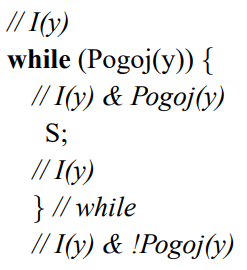 // I(y)
while (Pogoj(y)) {
// I(y) & Pogoj(y)
S;
// I(y)
} // while
// I(y) & !Pogoj(y)